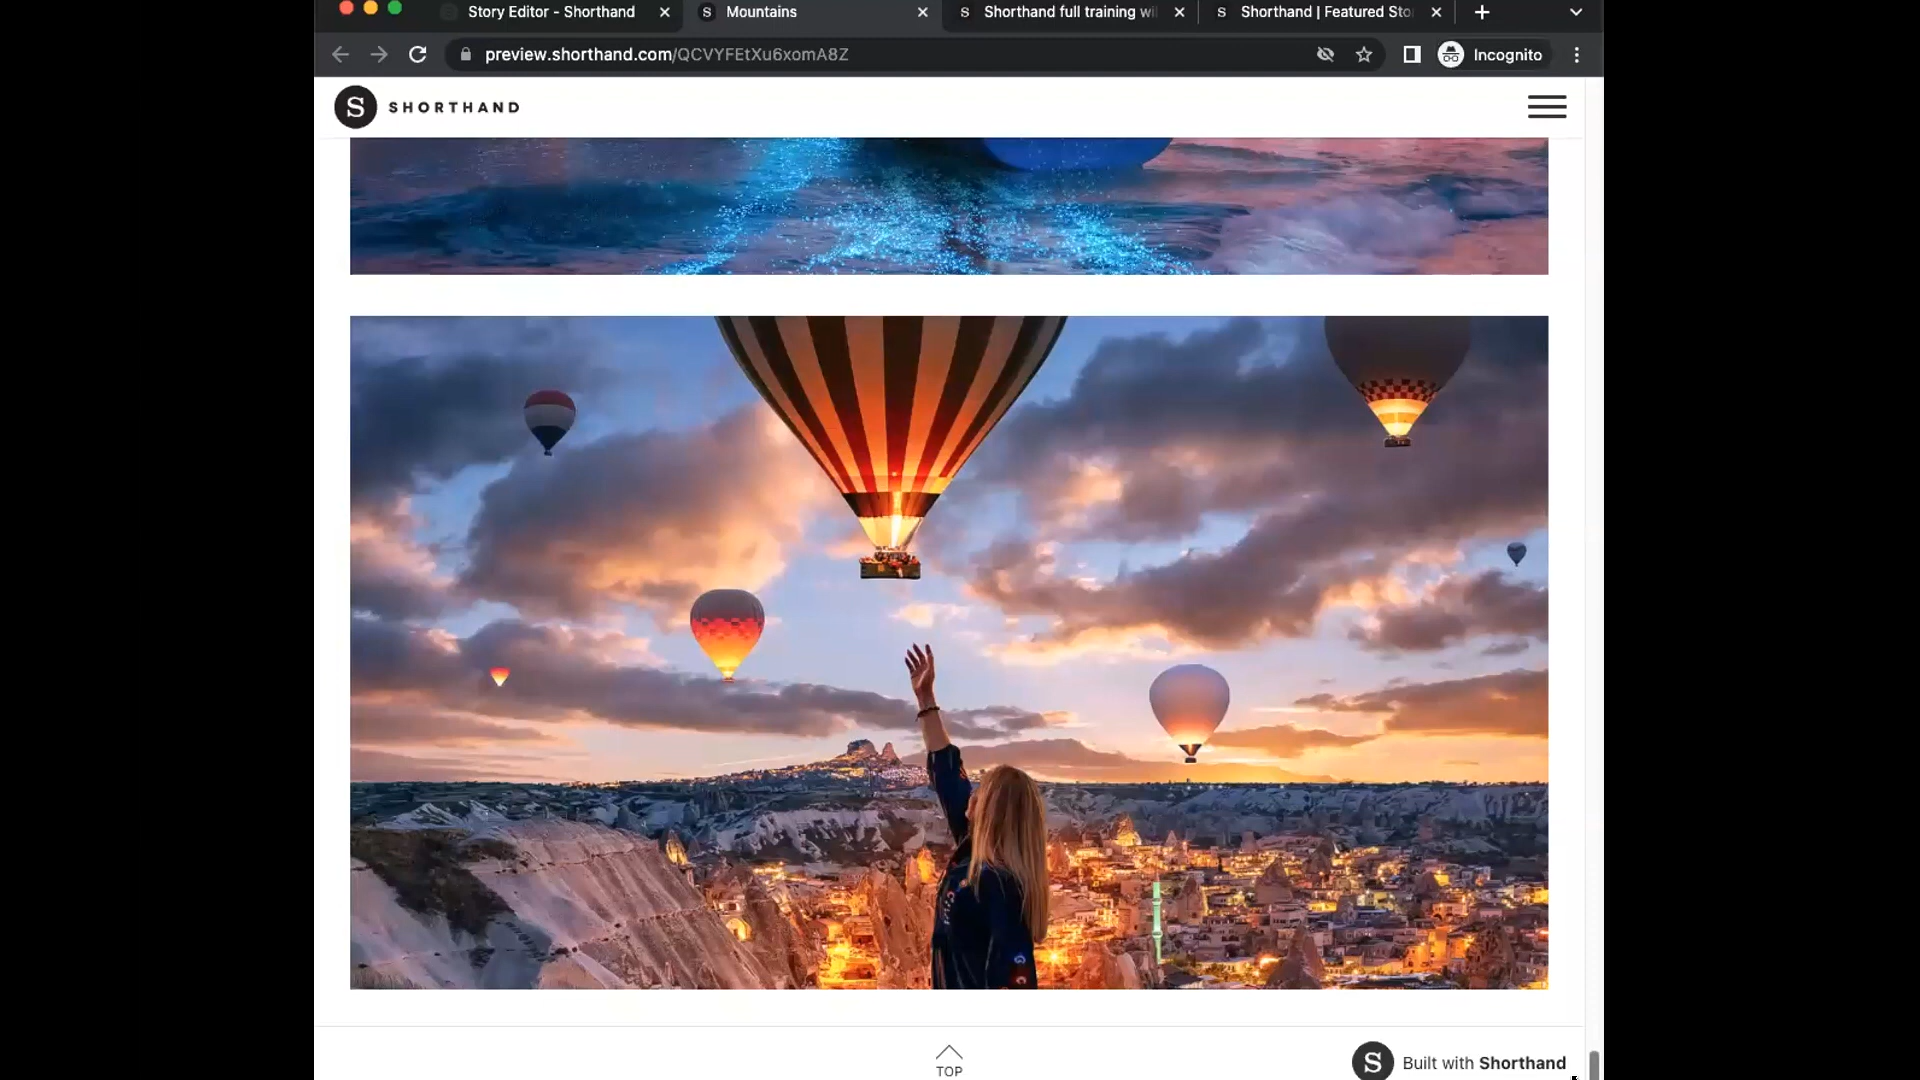 Story Editor - Shorthand
Mountains
Shorthand full training wi
Shorthand | Featured Sto
preview.shorthand.com/QCVYFEtXu6xomA8Z
Incognito
S SHORTHAND
TOP
S Built with Shorthand